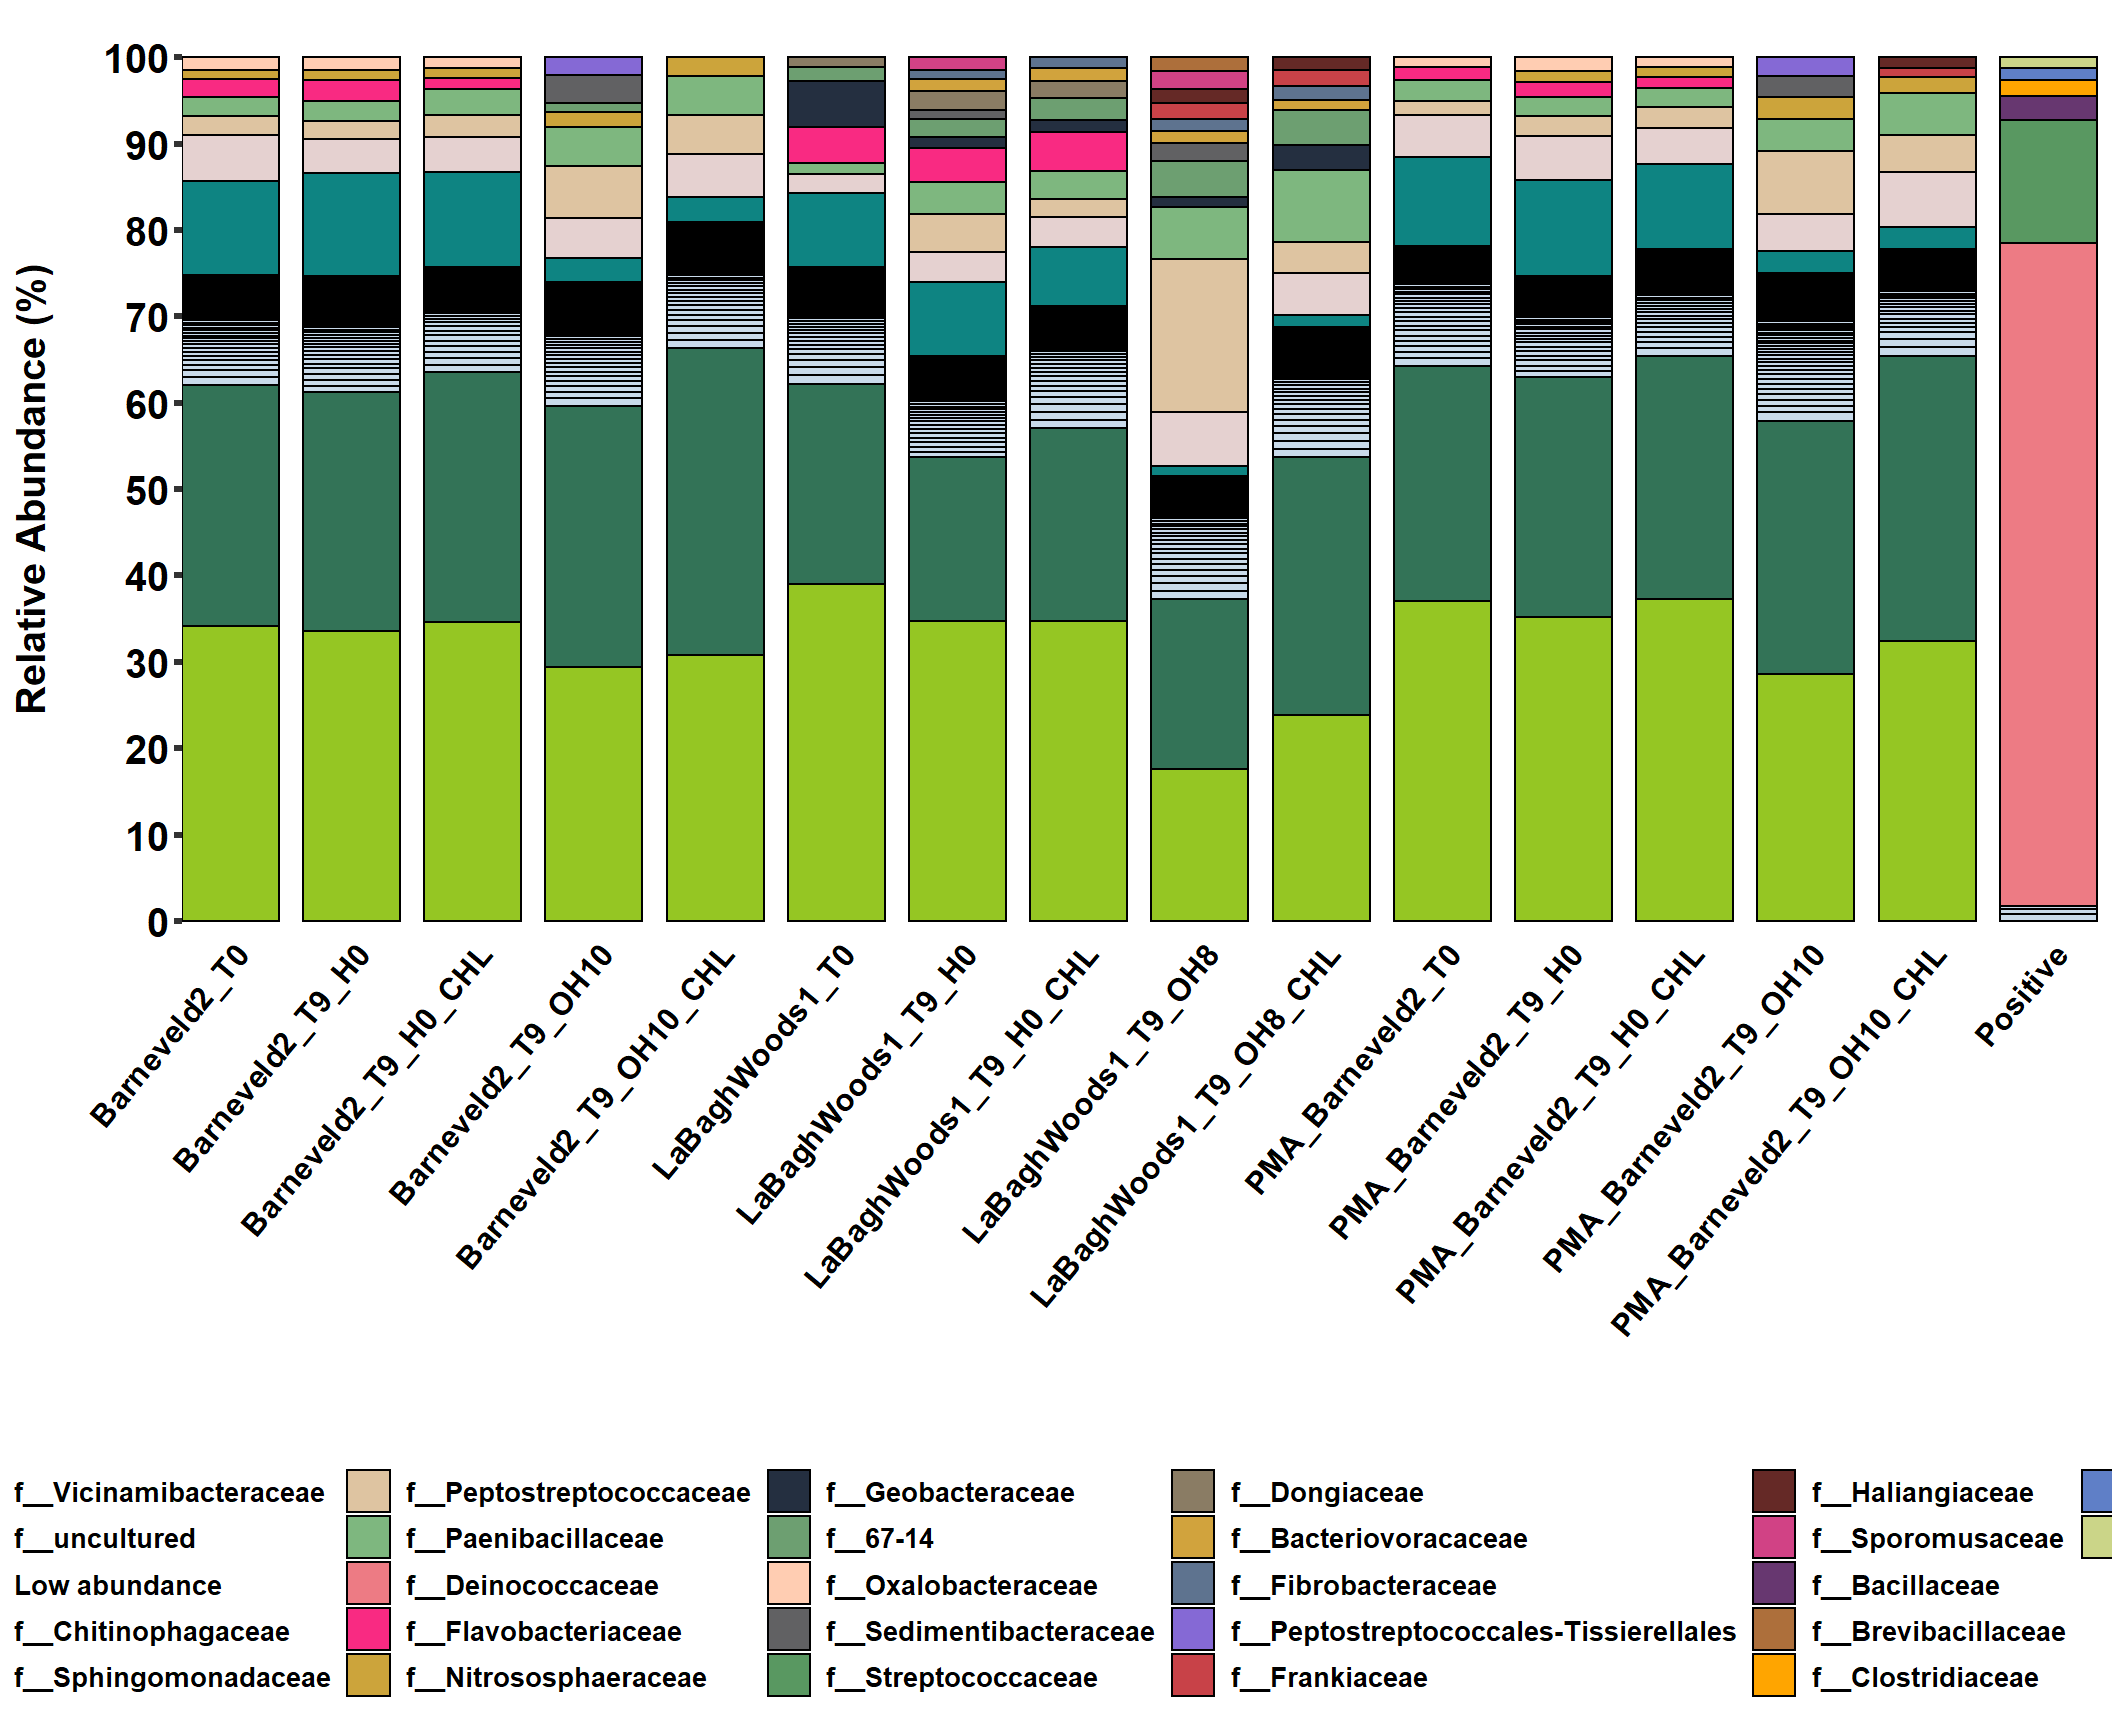 Relative Abundance (%)
100
90
80
70
60
50
40
30
20
10
0
Barneveld2_T0
Barneveld2_T9_H0
Barneveld2_T9_H0_CHL
Barneveld2_T9_OH10
Barneveld2_T9_OH10_CHL
LaBaghWoods1_T0
LaBaghWoods1_T9_H0
LaBaghWoods1_T9_H0_CHL
LaBaghWoods1_T9_OH8
LaBaghWoods1_T9_OH8_CHL
PMA_Barneveld2_T0
PMA_Barneveld2_T9_H0
PMA_Barneveld2_T9_H0_CHL
PMA_Barneveld2_T9_OH10
PMA_Barneveld2_T9_OH10_CHL
Positive
f__Vicinamibacteraceae f__Peptostreptococcaceae f__Geobacteraceae f__Dongiaceae f__Haliangiaceae
f__uncultured f__Paenibacillaceae f__67-14 f__Bacteriovoracaceae f__Sporomusaceae
Low abundance f__Deinococcaceae f__Oxalobacteraceae f__Fibrobacteraceae f__Bacillaceae
f__Chitinophagaceae f__Flavobacteriaceae f__Sedimentibacteraceae f__Peptostreptococcales-Tissierellales f__Brevibacillaceae
f__Sphingomonadaceae f__Nitrososphaeraceae f__Streptococcaceae f__Frankiaceae f__Clostridiaceae